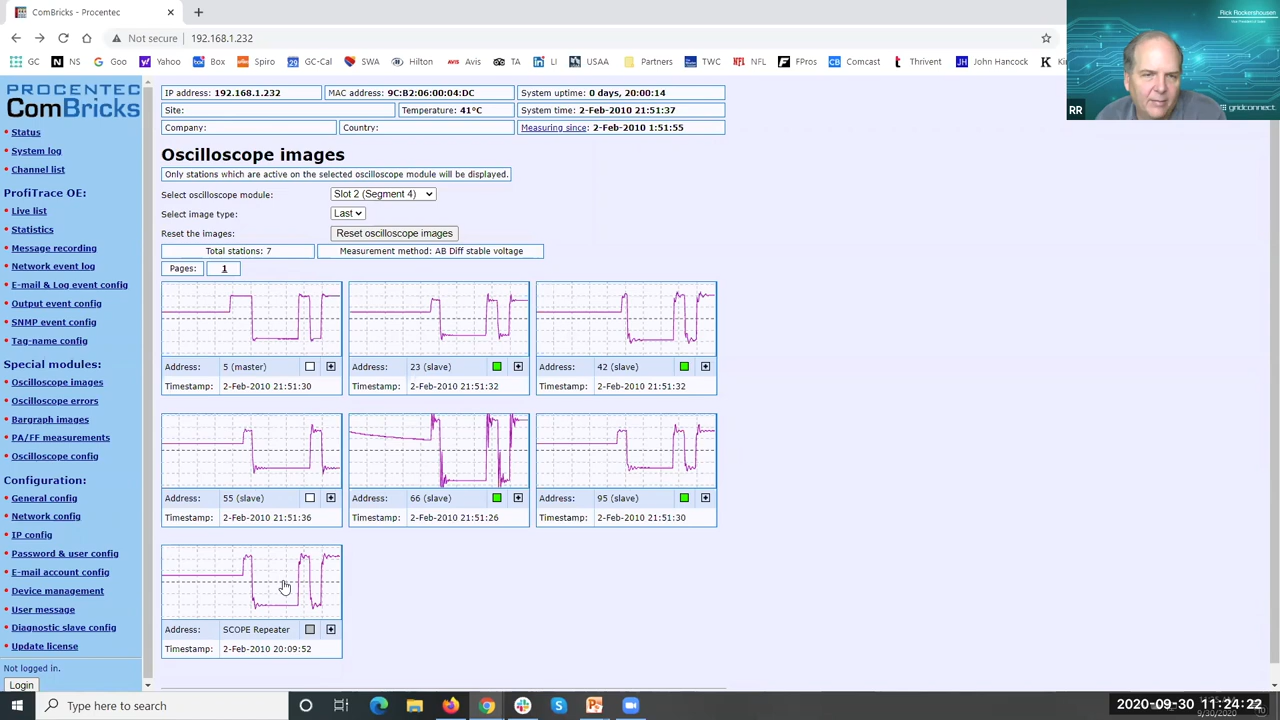 ComBricks - Procentec
Not secure 192.168.1.232
GC NS Goo Yahoo Box Spiro GC-Cal SWA Hilton Avis TA LI USAA Partners TWC NFL FPros Comcast Thrivent John Hancock
Rick Rockershousen
RR
gridconnect
PROCENTEC
ComBricks
Status
System log
Channel list
ProfiTrace OE:
Live list
Statistics
Message recording
Network event log
E-mail & Log event config
Output event config
SNMP event config
Tag-name config
Special modules:
Oscilloscope images
Oscilloscope errors
Bargraph images
PA/FF measurements
Oscilloscope config
Configuration:
General config
Network config
IP config
Password & user config
E-mail account config
Device management
User message
Diagnostic slave config
Update license
Not logged in.
Login
IP address: 192.168.1.232 MAC address: 9C:B2:06:00:04:DC System uptime: 0 days, 20:00:14
Site: Temperature: 41°C System time: 2-Feb-2010 21:51:37
Company: Country: Measuring since: 2-Feb-2010 1:51:55
Oscilloscope images
Only stations which are active on the selected oscilloscope module will be displayed.
Select oscilloscope module: Slot 2 (Segment 4)
Select image type: Last
Reset the images: Reset oscilloscope images
Total stations: 7 Measurement method: AB Diff stable voltage
Pages: 1
Address: 5 (master) Address: 23 (slave) Address: 42 (slave)
Timestamp: 2-Feb-2010 21:51:30 Timestamp: 2-Feb-2010 21:51:32 Timestamp: 2-Feb-2010 21:51:32
Address: 55 (slave) Address: 66 (slave) Address: 95 (slave)
Timestamp: 2-Feb-2010 21:51:36 Timestamp: 2-Feb-2010 21:51:26 Timestamp: 2-Feb-2010 21:51:30
Address: SCOPE Repeater
Timestamp: 2-Feb-2010 20:09:52
Type here to search
2020-09-30 11:24:22
9/30/2020